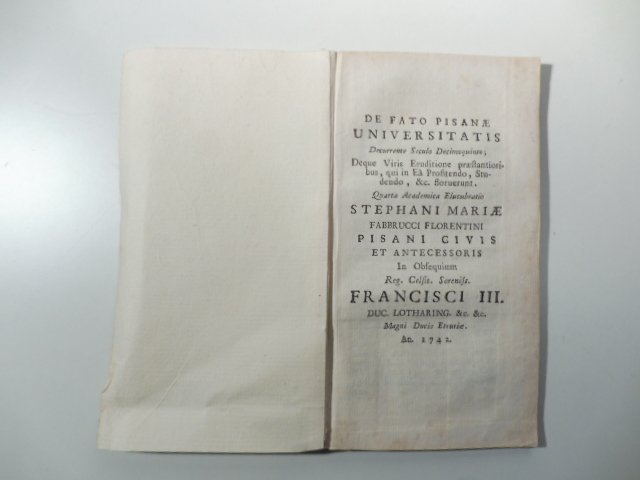 DE FATO PISANÆ
UNIVERSITATIS
Decurrente Seculo Decimoquinto,
Deque Viris Eruditione præstantiori-
bus, qui in Eâ Profitendo, Stu-
dendo, &c. floruerunt.
Quarta Academica Elucubratio
STEPHANI MARIÆ
FABBRUCCI FLORENTINI
PISANI CIVIS
ET ANTECESSORIS
In Obsequium
Reg. Celsit. Sereniss.
FRANCISCI III.
DUC. LOTHARING. &c. &c.
Magni Ducis Etruriæ.
An. 1742.